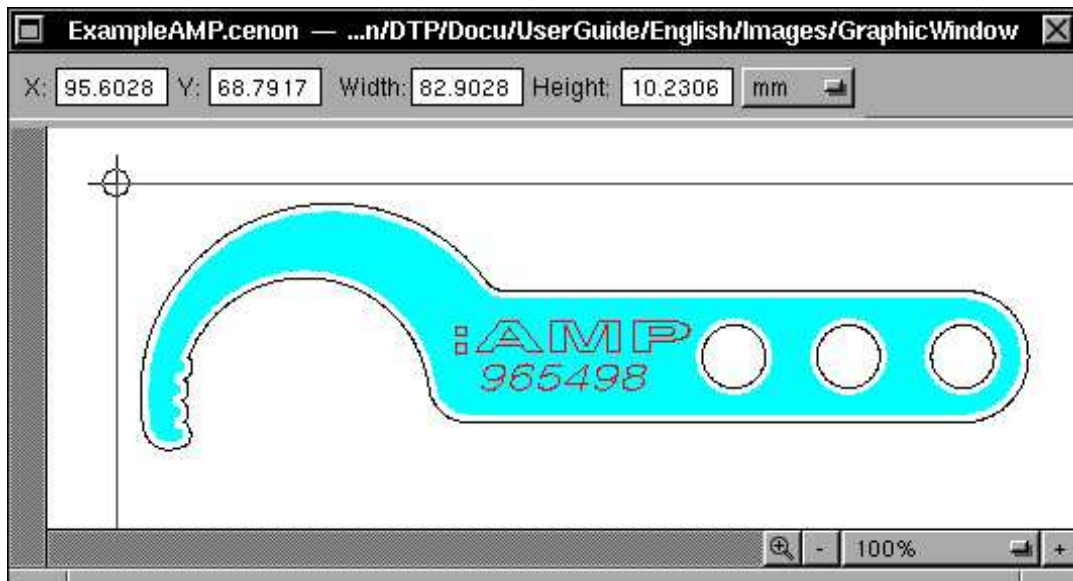 ExampleAMP.cenon — ...n/DTP/Docu/UserGuide/English/Images/GraphicWindow
X: 95.6028 Y: 68.7917 Width: 82.9028 Height: 10.2306 mm
:AMP
965498
- 100% +